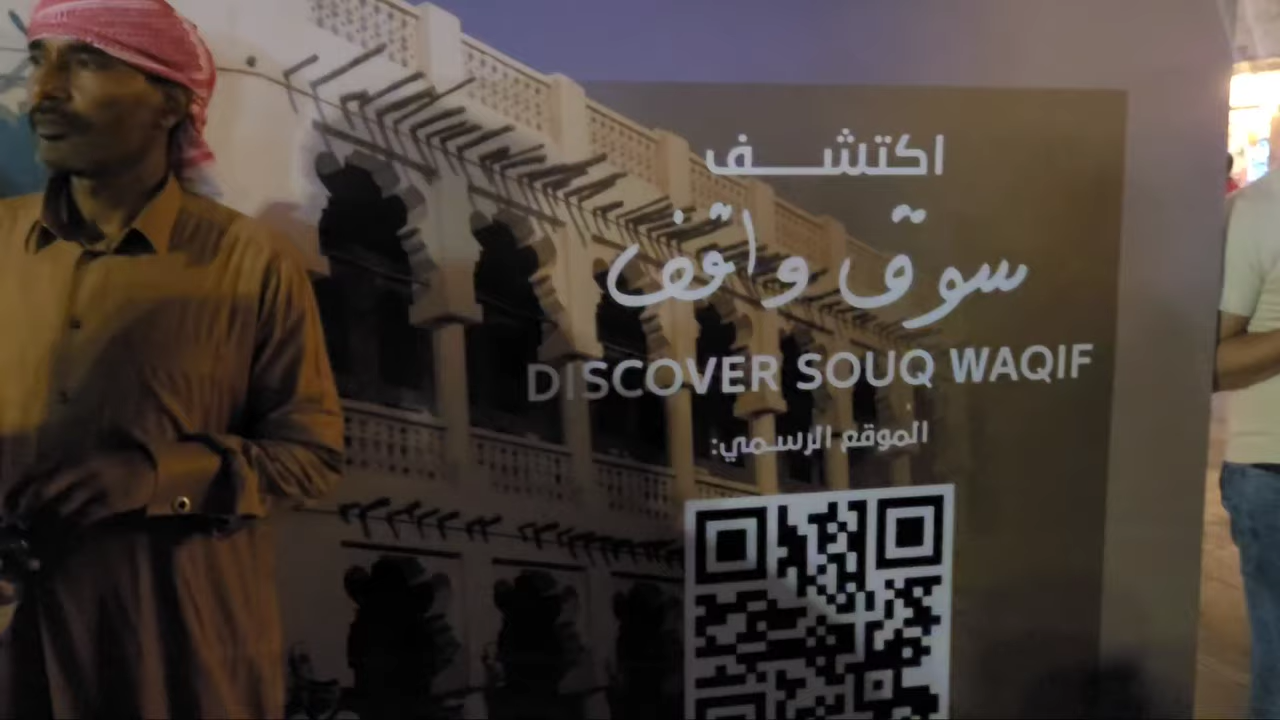 اكتشف
سوق واقف
DISCOVER SOUQ WAQIF
الموقع الرسمي: